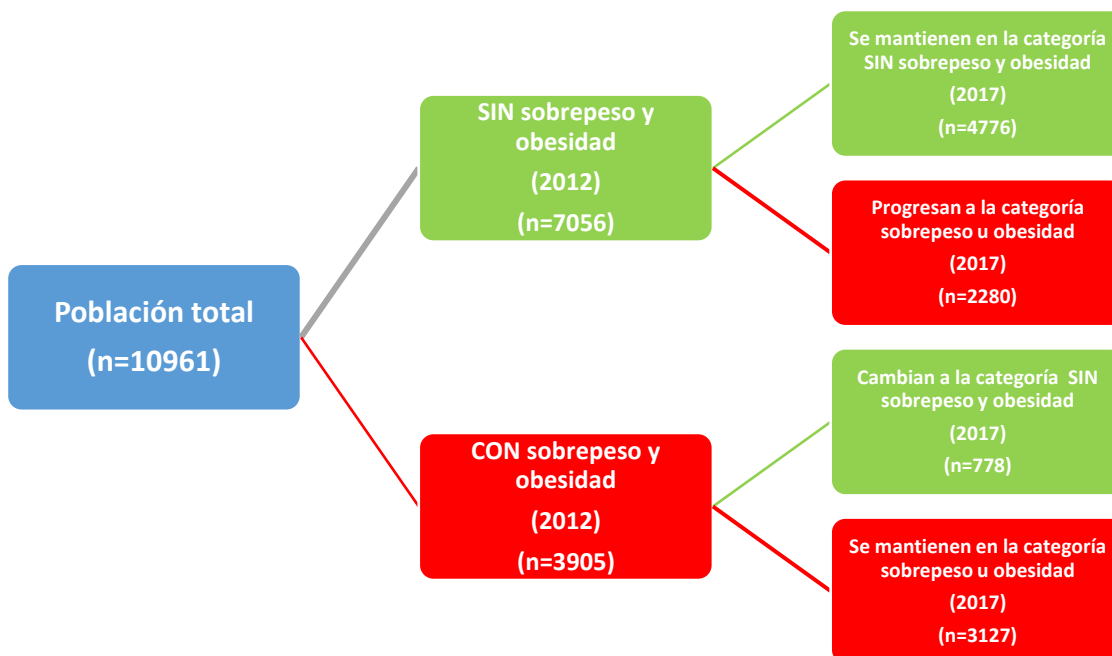 Población total
(n=10961)
SIN sobrepeso y
obesidad
(2012)
(n=7056)
CON sobrepeso y
obesidad
(2012)
(n=3905)
Se mantienen en la categoría
SIN sobrepeso y obesidad
(2017)
(n=4776)
Progresan a la categoría
sobrepeso u obesidad
(2017)
(n=2280)
Cambian a la categoría SIN
sobrepeso y obesidad
(2017)
(n=778)
Se mantienen en la categoría
sobrepeso u obesidad
(2017)
(n=3127)